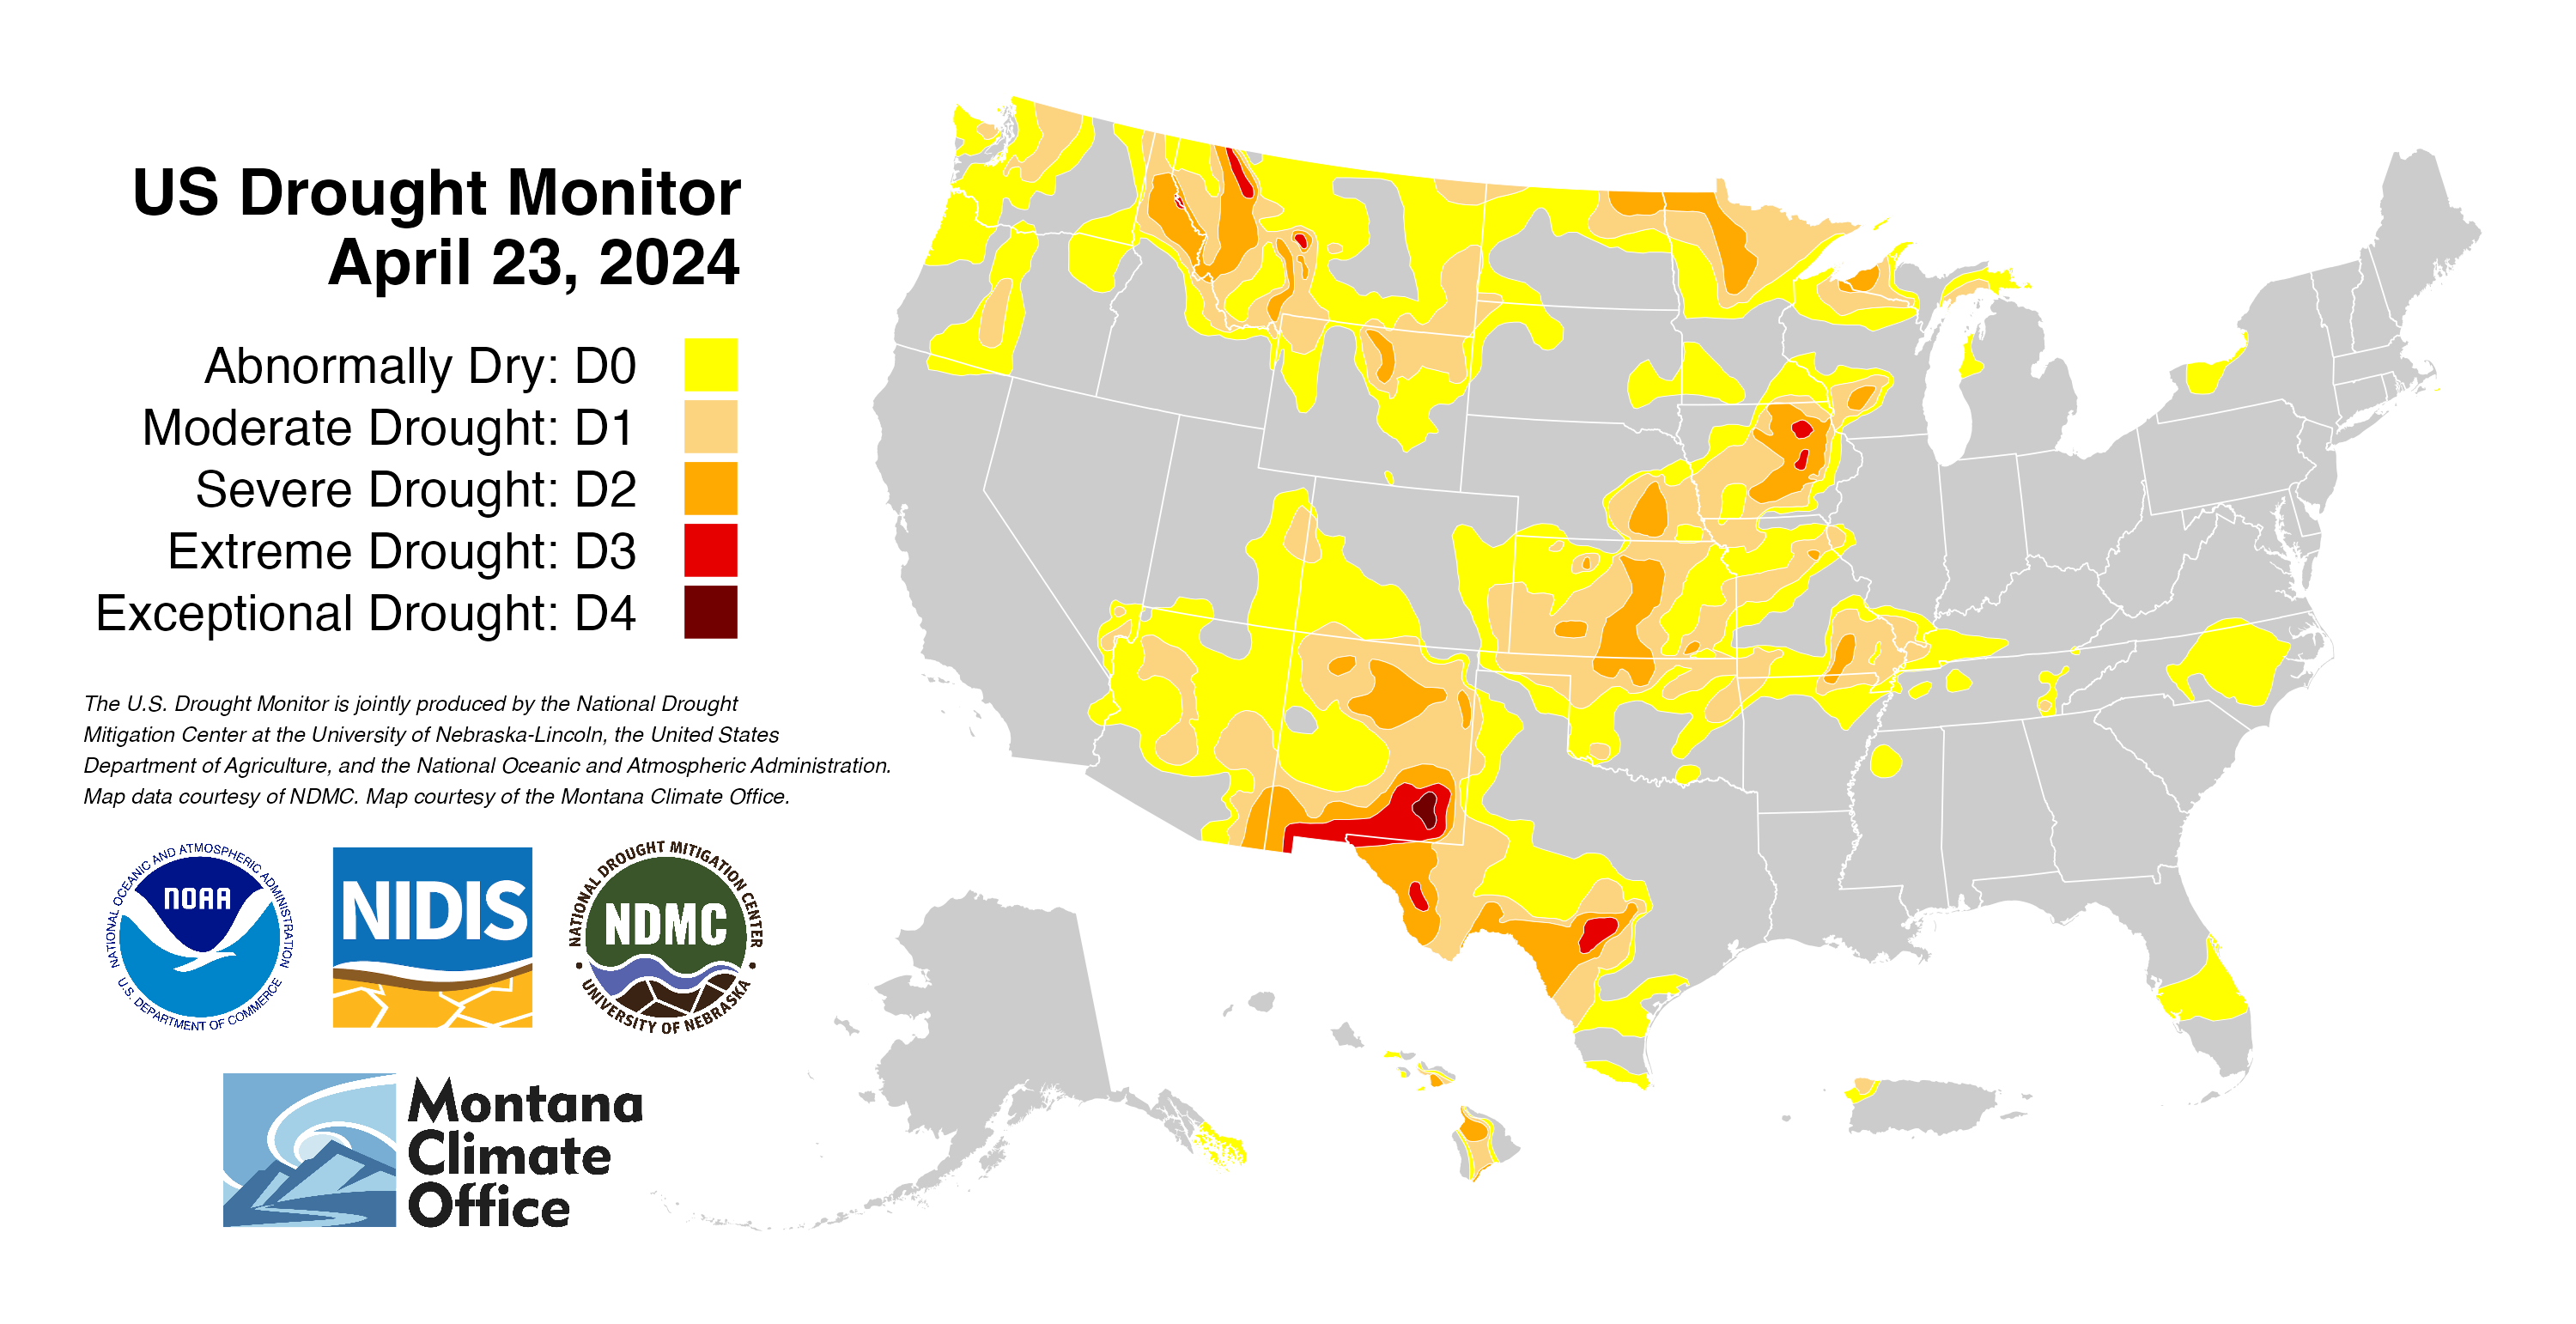 US Drought Monitor
April 23, 2024
Abnormally Dry: D0
Moderate Drought: D1
Severe Drought: D2
Extreme Drought: D3
Exceptional Drought: D4
The U.S. Drought Monitor is jointly produced by the National Drought
Mitigation Center at the University of Nebraska-Lincoln, the United States
Department of Agriculture, and the National Oceanic and Atmospheric Administration.
Map data courtesy of NDMC. Map courtesy of the Montana Climate Office.
NATIONAL OCEANIC AND ATMOSPHERIC ADMINISTRATION
NOAA
U.S. DEPARTMENT OF COMMERCE
NIDIS
NATIONAL DROUGHT MITIGATION CENTER
NDMC
UNIVERSITY OF NEBRASKA
Montana
Climate
Office